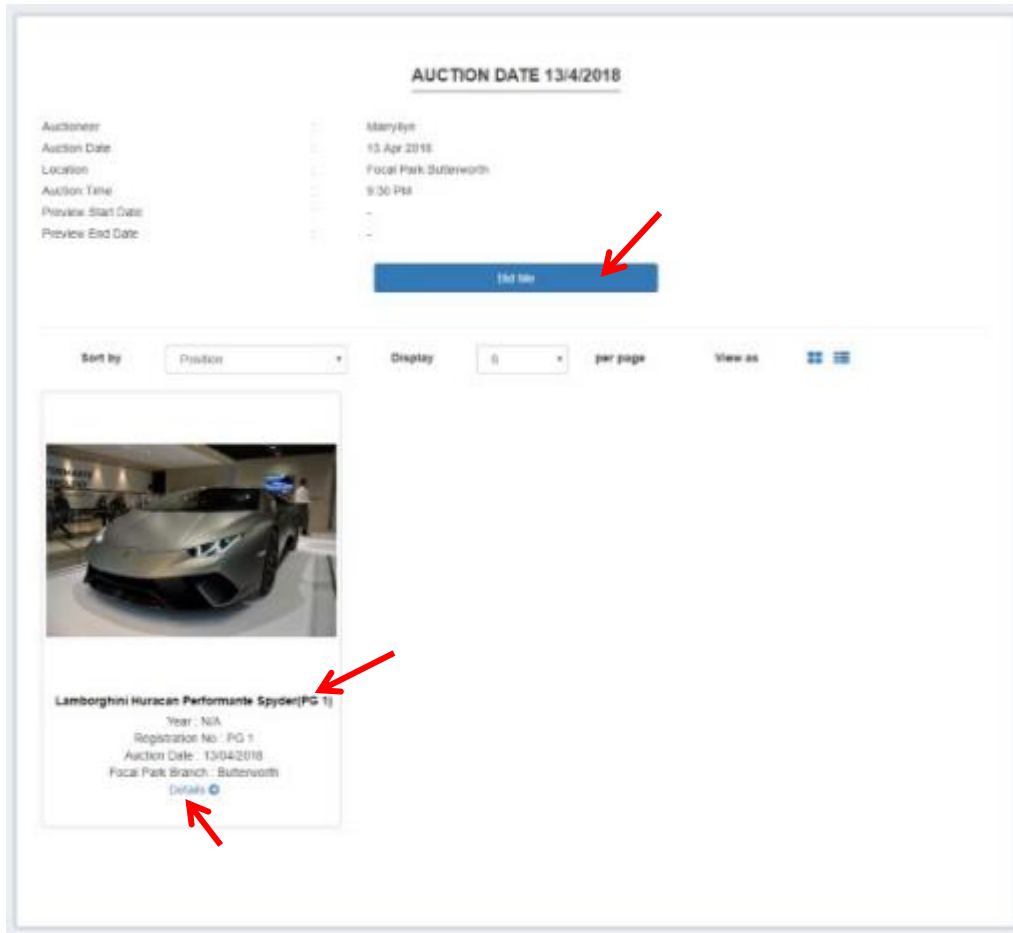 AUCTION DATE 13/4/2018
Auctioneer : Marryllyn
Auction Date : 13 Apr 2018
Location : Focal Park Butterworth
Auction Time : 9:30 PM
Preview Start Date : -
Preview End Date : -
Bid Me
Sort by Position Display per page View as
Lamborghini Huracan Performante Spyder(PG 1)
Year : N/A
Registration No : PG 1
Auction Date : 13/04/2018
Focal Park Branch : Butterworth
Details